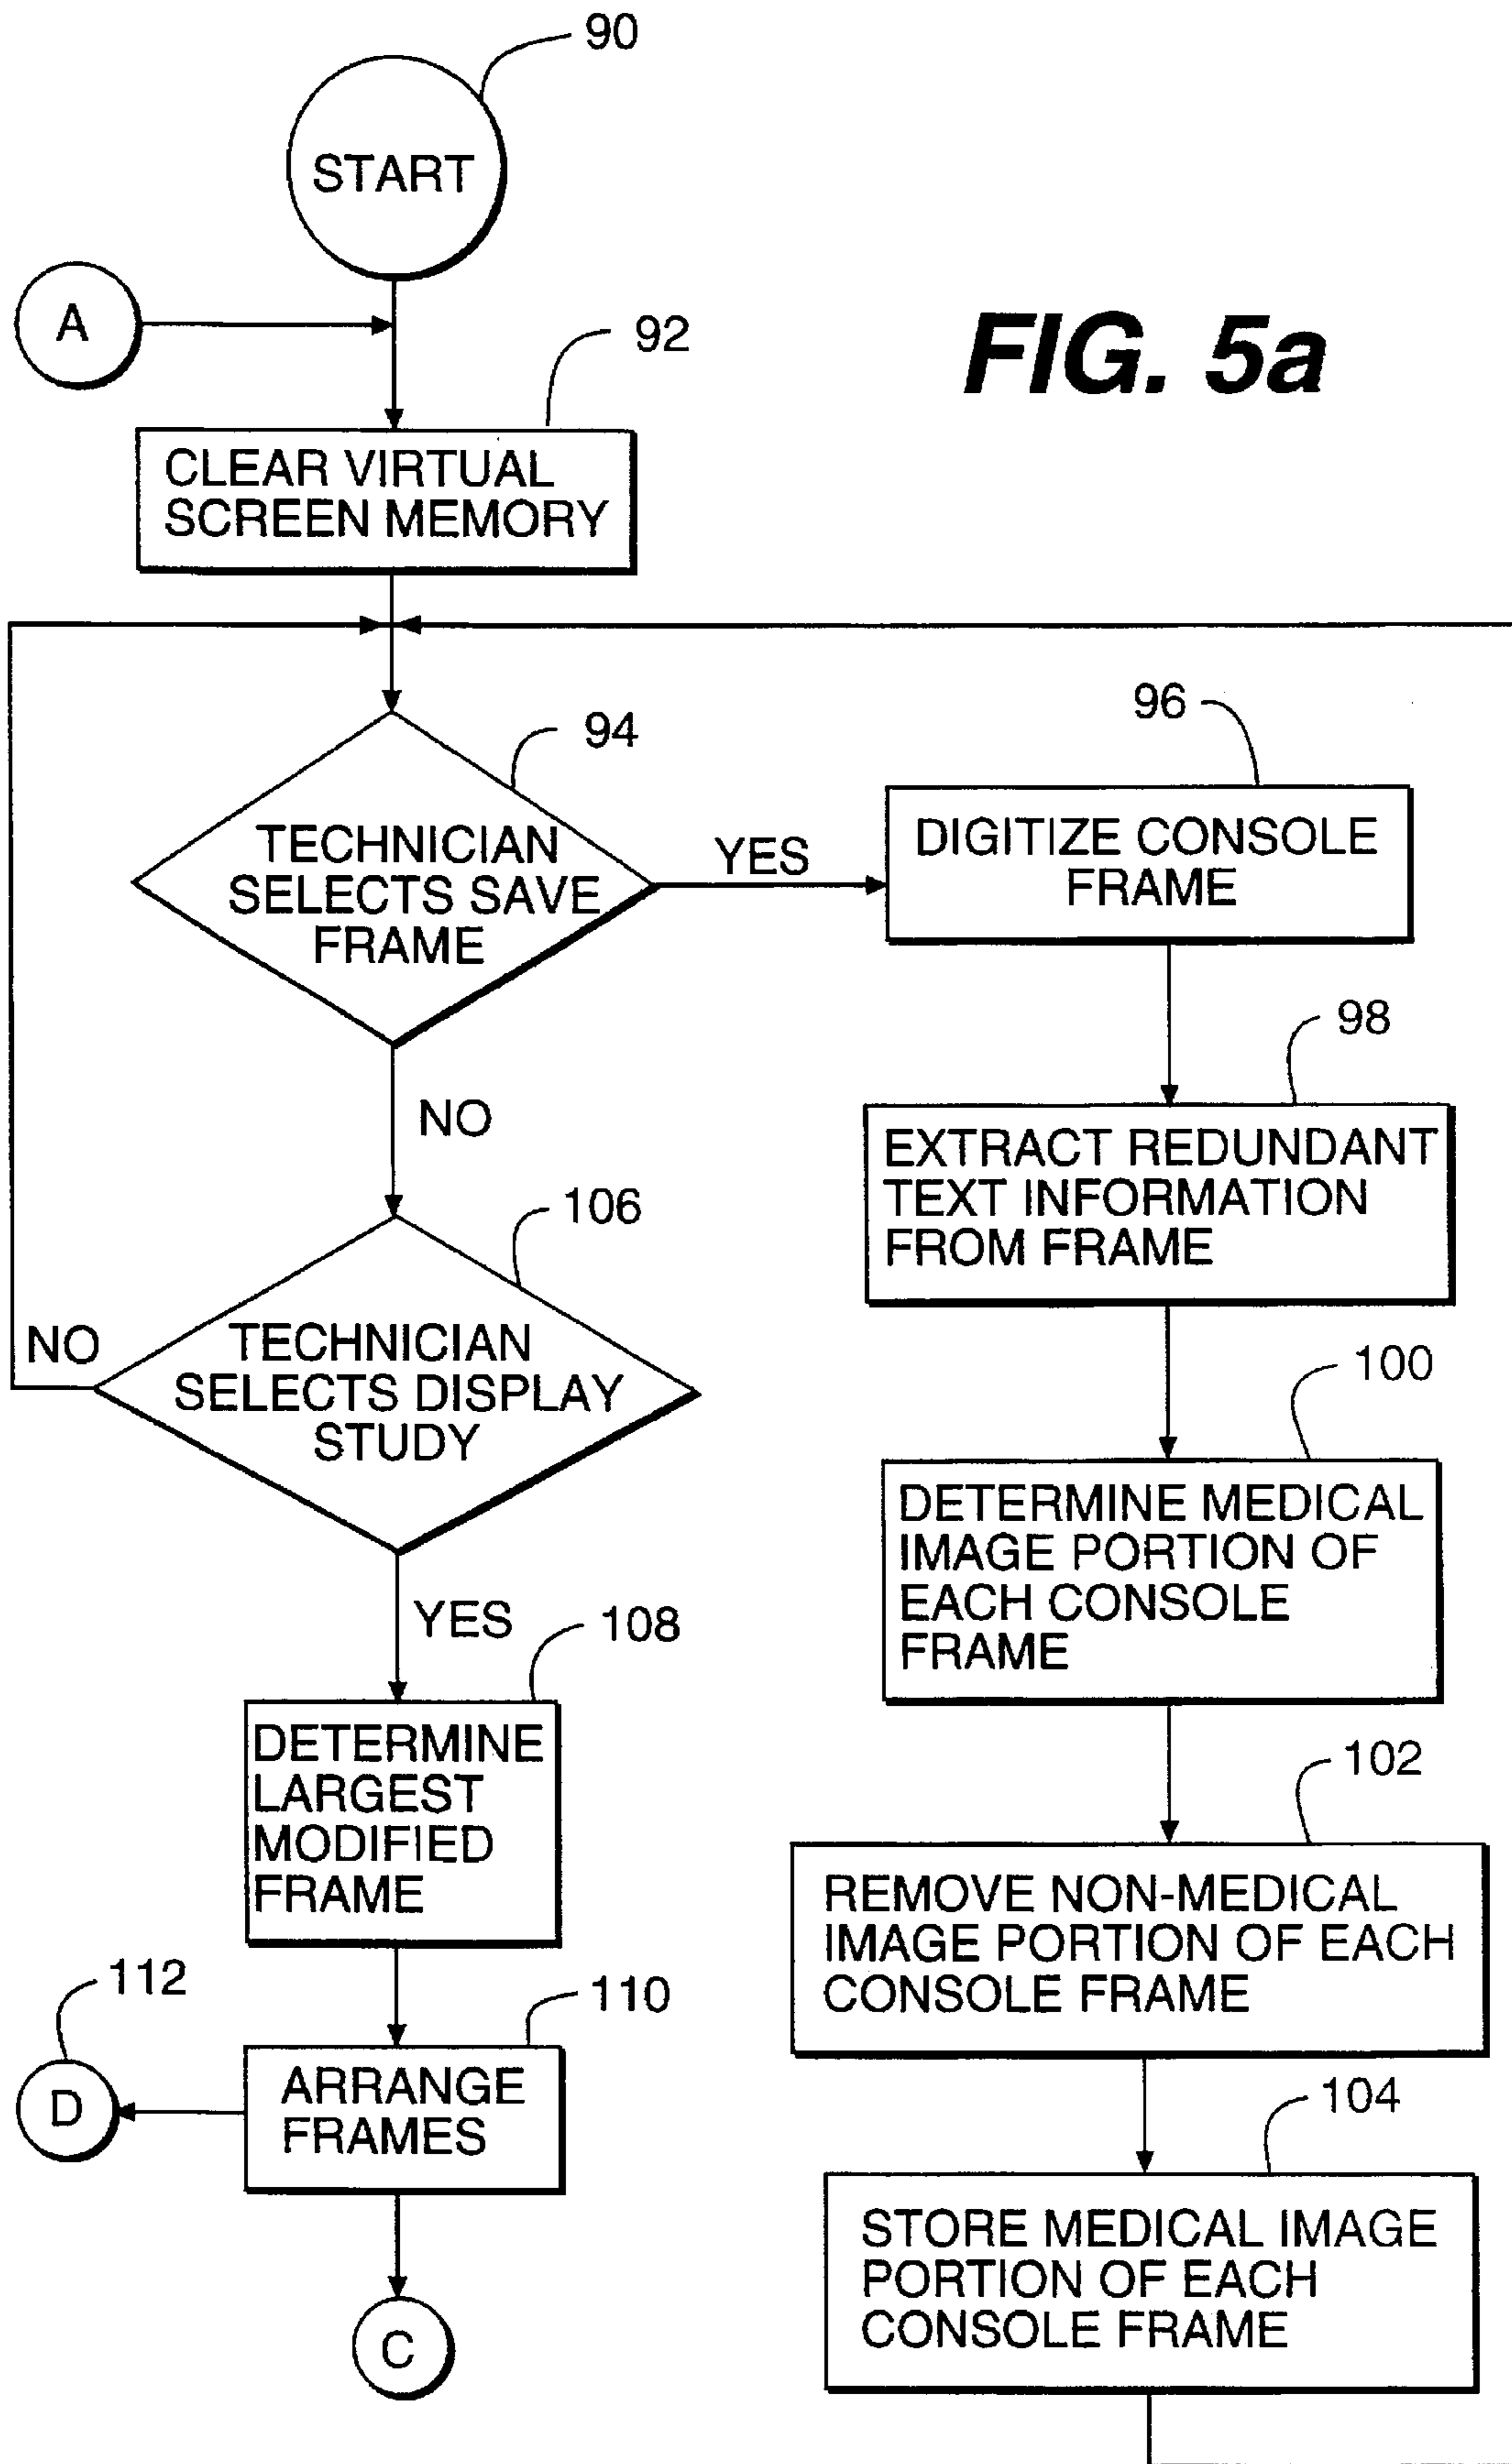 90
START
A
92
FIG. 5a
CLEAR VIRTUAL
SCREEN MEMORY
94
96
TECHNICIAN
SELECTS SAVE
FRAME
YES
DIGITIZE CONSOLE
FRAME
NO
98
EXTRACT REDUNDANT
TEXT INFORMATION
FROM FRAME
106
NO
TECHNICIAN
SELECTS DISPLAY
STUDY
100
DETERMINE MEDICAL
IMAGE PORTION OF
EACH CONSOLE
FRAME
YES
108
DETERMINE
LARGEST
MODIFIED
FRAME
102
REMOVE NON-MEDICAL
IMAGE PORTION OF EACH
CONSOLE FRAME
112
110
D
ARRANGE
FRAMES
104
STORE MEDICAL IMAGE
PORTION OF EACH
CONSOLE FRAME
C